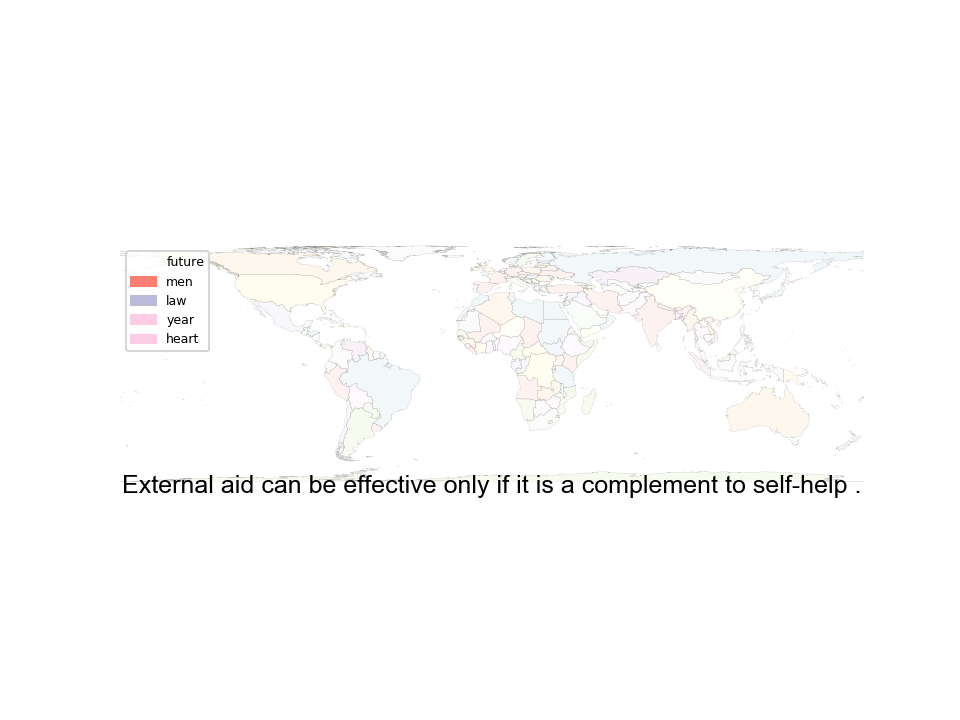 future
men
law
year
heart
External aid can be effective only if it is a complement to self-help .